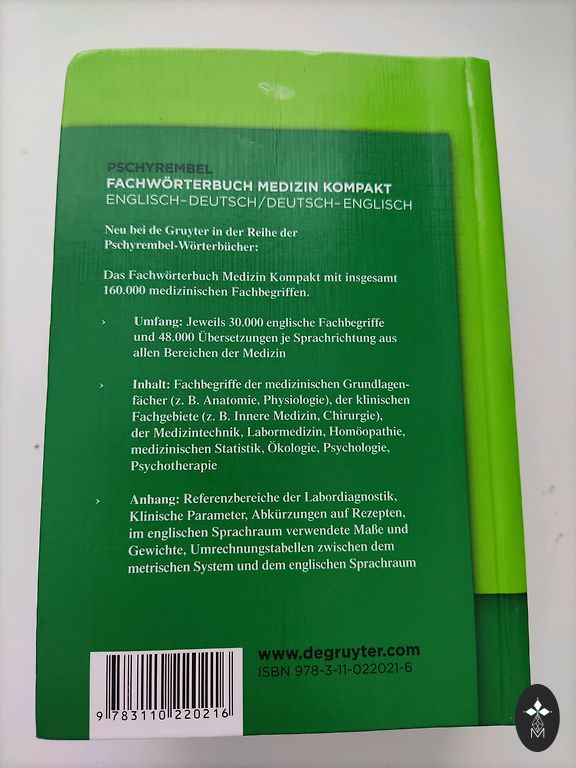 PSCHYREMBEL
FACHWÖRTERBUCH MEDIZIN KOMPAKT
ENGLISCH–DEUTSCH/DEUTSCH–ENGLISCH
Neu bei de Gruyter in der Reihe der
Pschyrembel-Wörterbücher:
Das Fachwörterbuch Medizin Kompakt mit insgesamt
160.000 medizinischen Fachbegriffen.
› Umfang: Jeweils 30.000 englische Fachbegriffe
und 48.000 Übersetzungen je Sprachrichtung aus
allen Bereichen der Medizin
› Inhalt: Fachbegriffe der medizinischen Grundlagen-
fächer (z. B. Anatomie, Physiologie), der klinischen
Fachgebiete (z. B. Innere Medizin, Chirurgie),
der Medizintechnik, Labormedizin, Homöopathie,
medizinischen Statistik, Ökologie, Psychologie,
Psychotherapie
› Anhang: Referenzbereiche der Labordiagnostik,
Klinische Parameter, Abkürzungen auf Rezepten,
im englischen Sprachraum verwendete Maße und
Gewichte, Umrechnungstabellen zwischen dem
metrischen System und dem englischen Sprachraum
www.degruyter.com
ISBN 978-3-11-022021-6
9 783110 220216
M